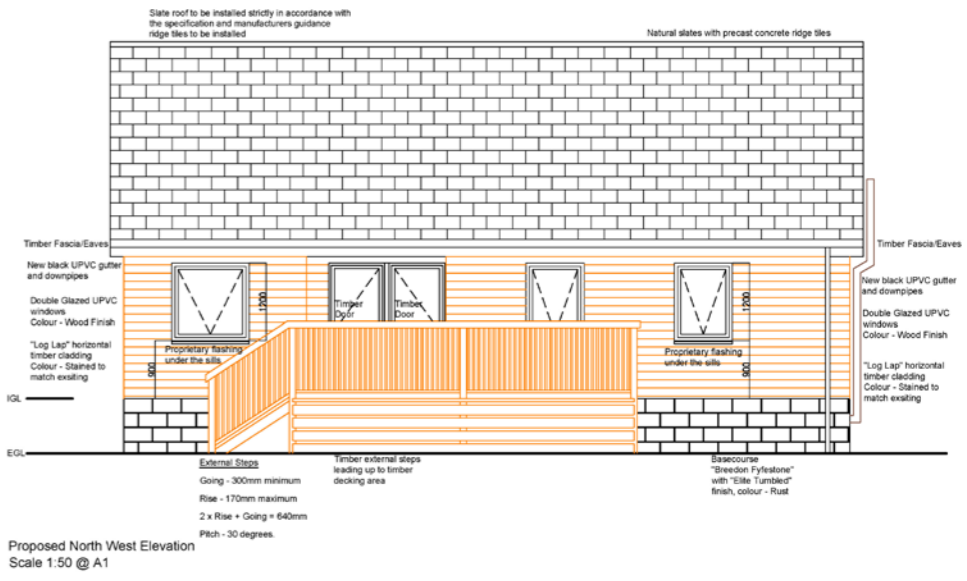 Slate roof to be installed strictly in accordance with
the specification and manufacturers guidance
ridge tiles to be installed
Natural slates with precast concrete ridge tiles
Timber Fascia/Eaves
New black UPVC gutter
and downpipes
Double Glazed UPVC
windows
Colour - Wood Finish
"Log Lap" horizontal
timber cladding
Colour - Stained to
match exsiting
1200
900
Proprietary flashing
under the sills
Timber
Door
Timber
Door
1200
900
Proprietary flashing
under the sills
Timber Fascia/Eaves
New black UPVC gutter
and downpipes
Double Glazed UPVC
windows
Colour - Wood Finish
"Log Lap" horizontal
timber cladding
Colour - Stained to
match exsiting
IGL
EGL
External Steps
Going - 300mm minimum
Rise - 170mm maximum
2 x Rise + Going = 640mm
Pitch - 30 degrees.
Timber external steps
leading up to timber
decking area
Basecourse
"Breedon Fyfestone"
with "Elite Tumbled"
finish, colour - Rust
Proposed North West Elevation
Scale 1:50 @ A1